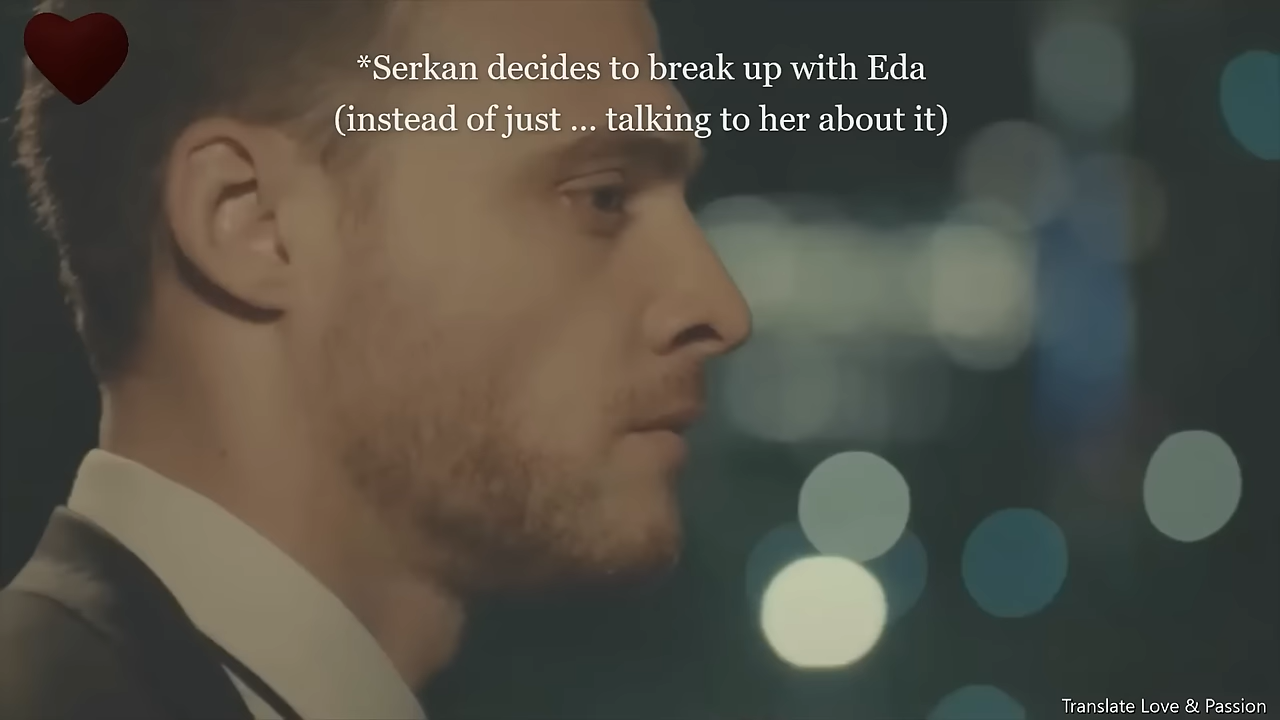 *Serkan decides to break up with Eda
(instead of just ... talking to her about it)
Translate Love & Passion